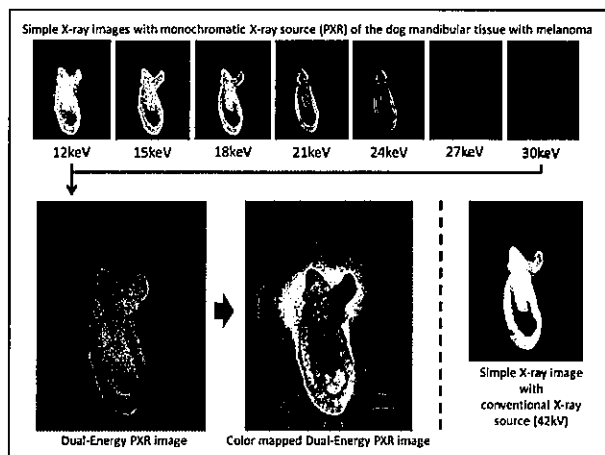 Simple X-ray images with monochromatic X-ray source (PXR) of the dog mandibular tissue with melanoma
12keV 15keV 18keV 21keV 24keV 27keV 30keV
Dual-Energy PXR image
Color mapped Dual-Energy PXR image
Simple X-ray image
with
conventional X-ray
source (42kV)